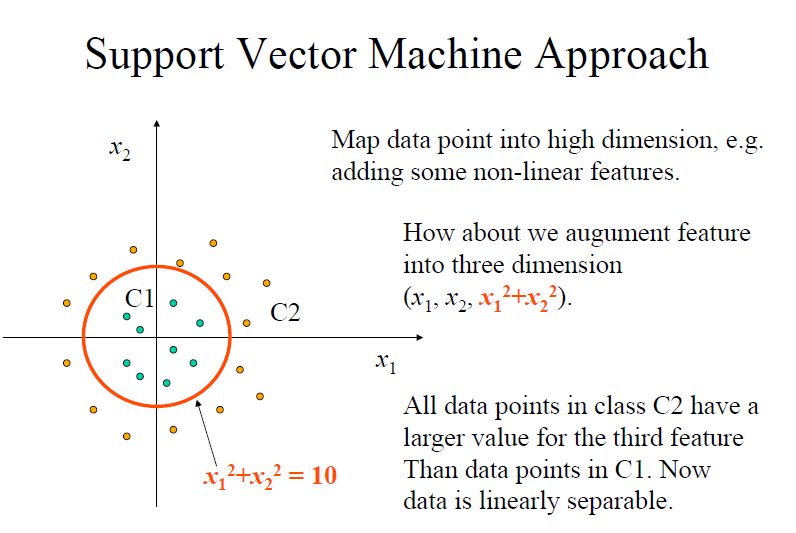 Support Vector Machine Approach
x₂
Map data point into high dimension, e.g.
adding some non-linear features.
How about we augument feature
into three dimension
(x₁, x₂, x₁²+x₂²).
C1
C2
x₁
All data points in class C2 have a
larger value for the third feature
Than data points in C1. Now
data is linearly separable.
x₁²+x₂² = 10